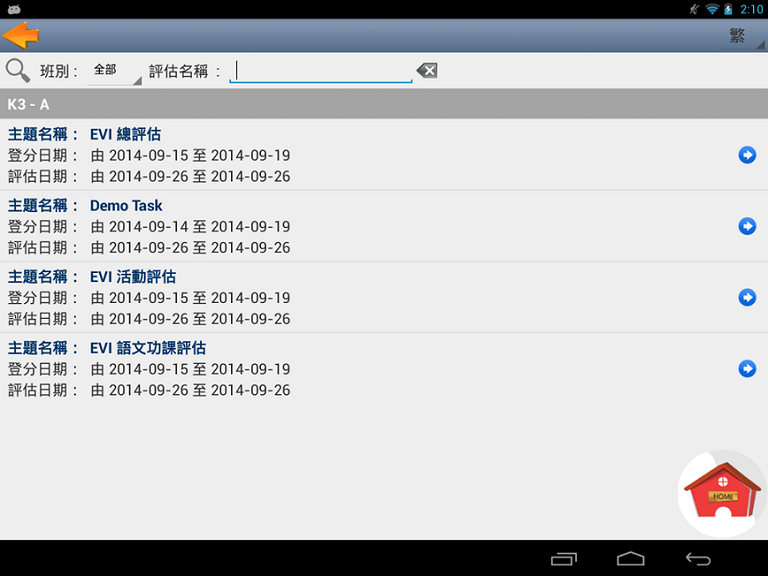 2:10
繁
班別 : 全部 評估名稱 :
K3 - A
主題名稱 : EVI 總評估
登分日期 : 由 2014-09-15 至 2014-09-19
評估日期 : 由 2014-09-26 至 2014-09-26
主題名稱 : Demo Task
登分日期 : 由 2014-09-14 至 2014-09-19
評估日期 : 由 2014-09-26 至 2014-09-26
主題名稱 : EVI 活動評估
登分日期 : 由 2014-09-15 至 2014-09-19
評估日期 : 由 2014-09-26 至 2014-09-26
主題名稱 : EVI 語文功課評估
登分日期 : 由 2014-09-15 至 2014-09-19
評估日期 : 由 2014-09-26 至 2014-09-26
HOME